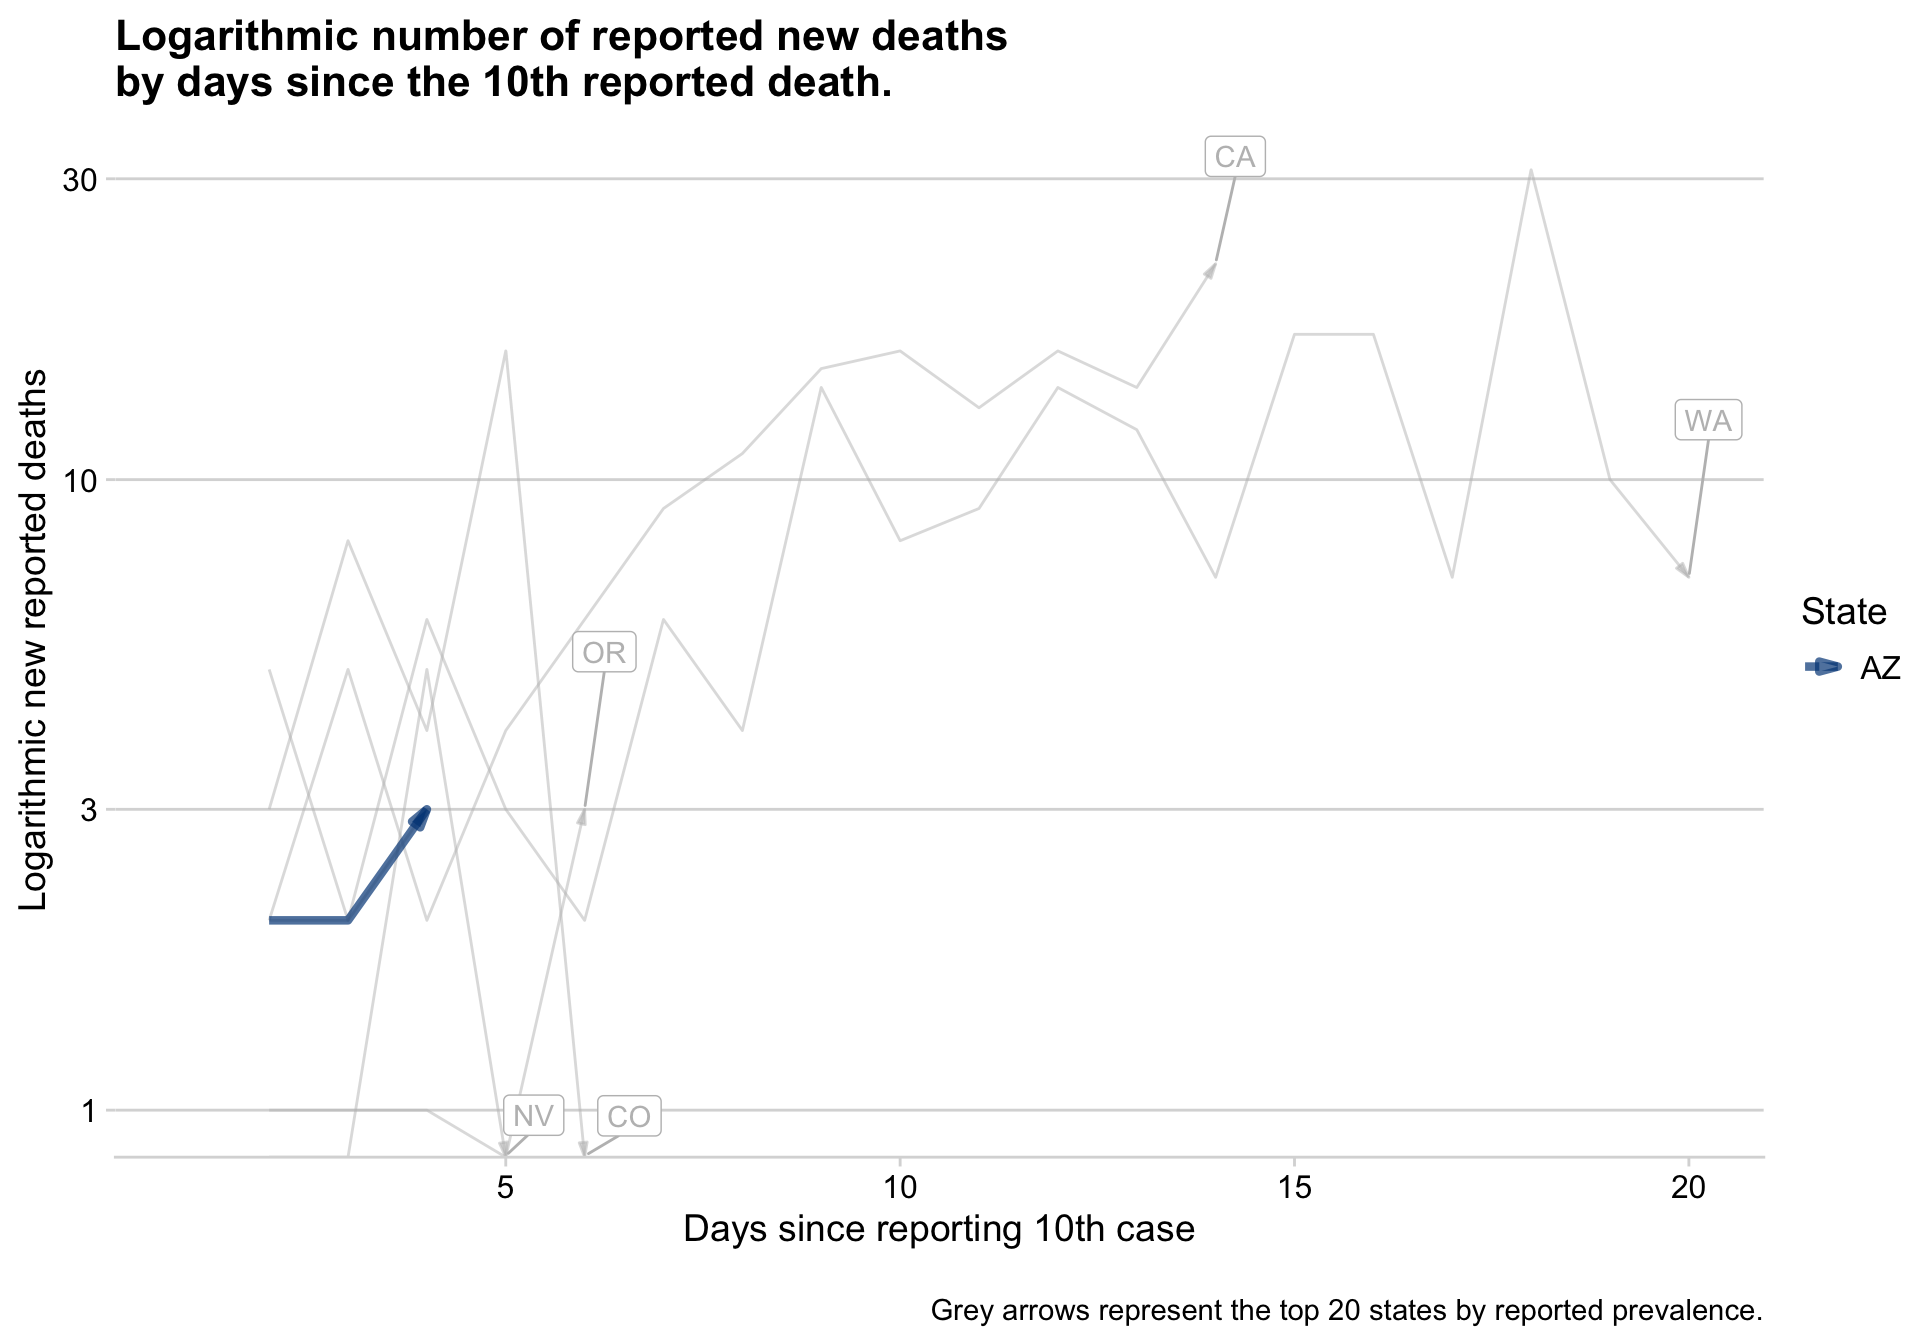 Logarithmic number of reported new deaths
by days since the 10th reported death.
CA
30
WA
10
OR
State
AZ
3
NV
CO
1
5
10
15
20
Logarithmic new reported deaths
Days since reporting 10th case
Grey arrows represent the top 20 states by reported prevalence.